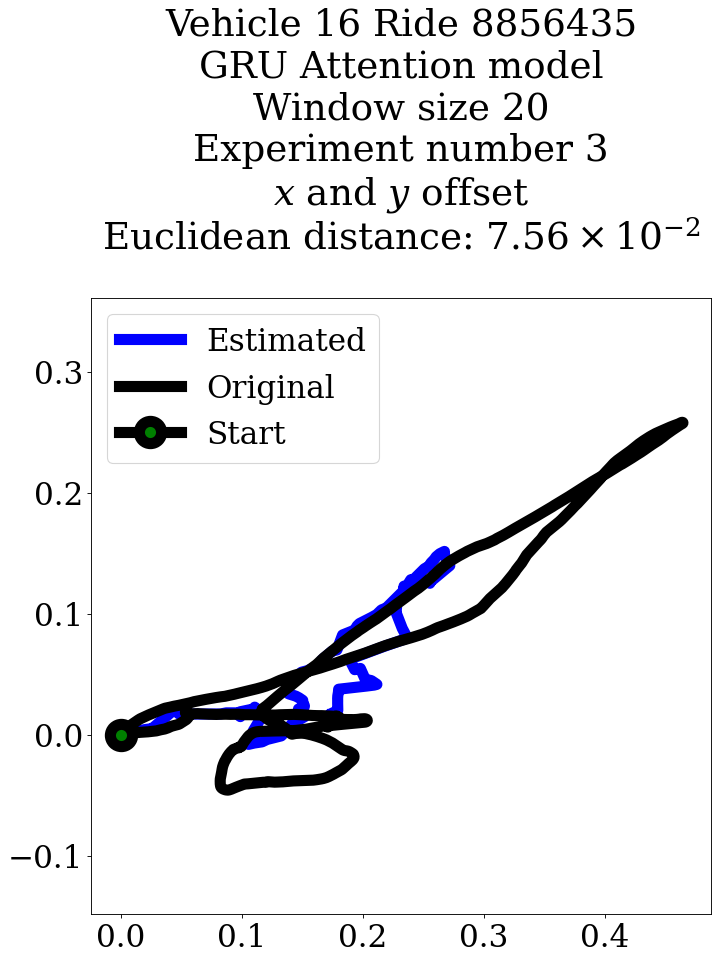 Vehicle 16 Ride 8856435
GRU Attention model
Window size 20
Experiment number 3
x and y offset
Euclidean distance: 7.56 × 10⁻²
Estimated
Original
Start
0.3
0.2
0.1
0.0
−0.1
0.0 0.1 0.2 0.3 0.4